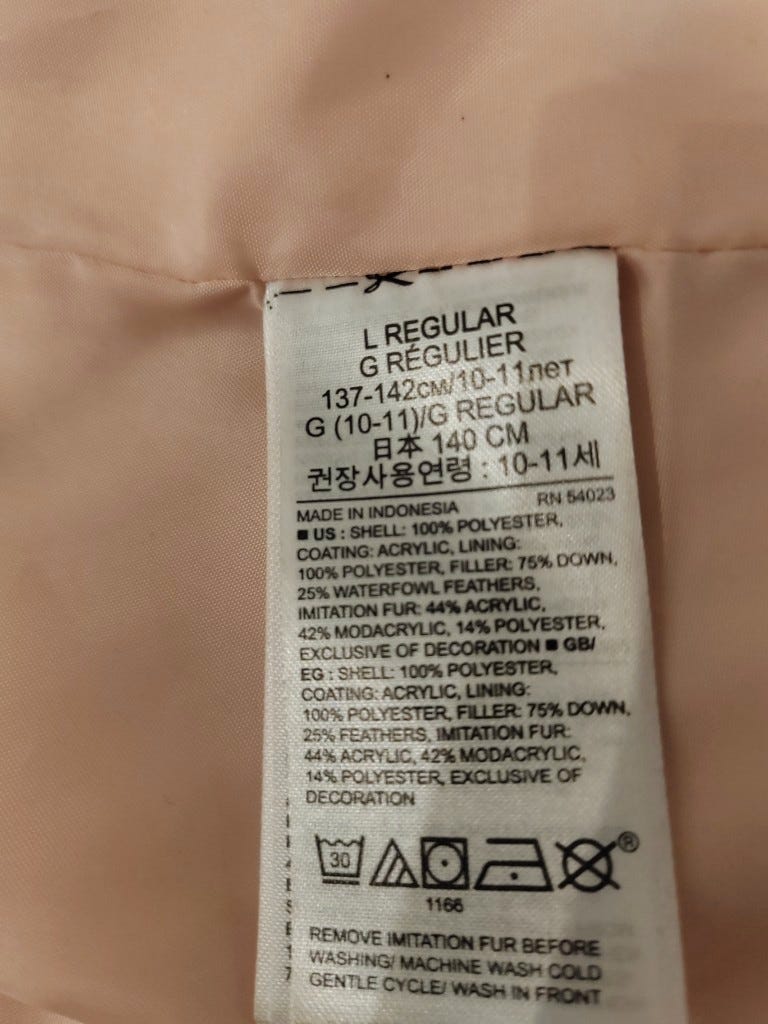 L REGULAR
G RÉGULIER
137-142см/10-11лет
G (10-11)/G REGULAR
日本 140 CM
권장사용연령 : 10-11세
MADE IN INDONESIA RN 54023
■ US : SHELL: 100% POLYESTER,
COATING: ACRYLIC, LINING:
100% POLYESTER, FILLER: 75% DOWN,
25% WATERFOWL FEATHERS,
IMITATION FUR: 44% ACRYLIC,
42% MODACRYLIC, 14% POLYESTER,
EXCLUSIVE OF DECORATION ■ GB/
EG : SHELL: 100% POLYESTER,
COATING: ACRYLIC, LINING:
100% POLYESTER, FILLER: 75% DOWN,
25% FEATHERS, IMITATION FUR:
44% ACRYLIC, 42% MODACRYLIC,
14% POLYESTER, EXCLUSIVE OF
DECORATION
30 ®
1166
REMOVE IMITATION FUR BEFORE
WASHING/ MACHINE WASH COLD
GENTLE CYCLE/ WASH IN FRONT